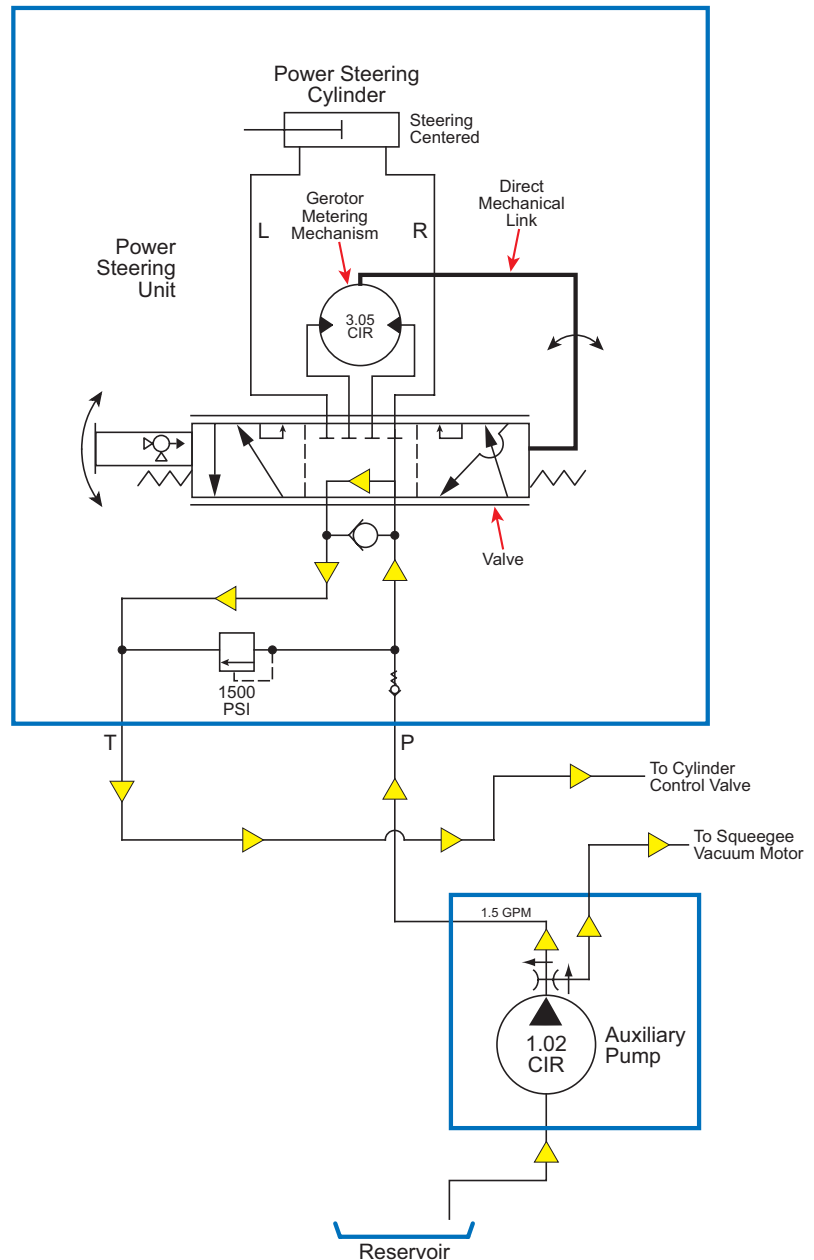 Power Steering
Cylinder
Steering
Centered
Gerotor
Metering
Mechanism
Direct
Mechanical
Link
L
R
Power
Steering
Unit
3.05
CIR
Valve
1500
PSI
T
P
To Cylinder
Control Valve
To Squeegee
Vacuum Motor
1.5 GPM
1.02
CIR
Auxiliary
Pump
Reservoir